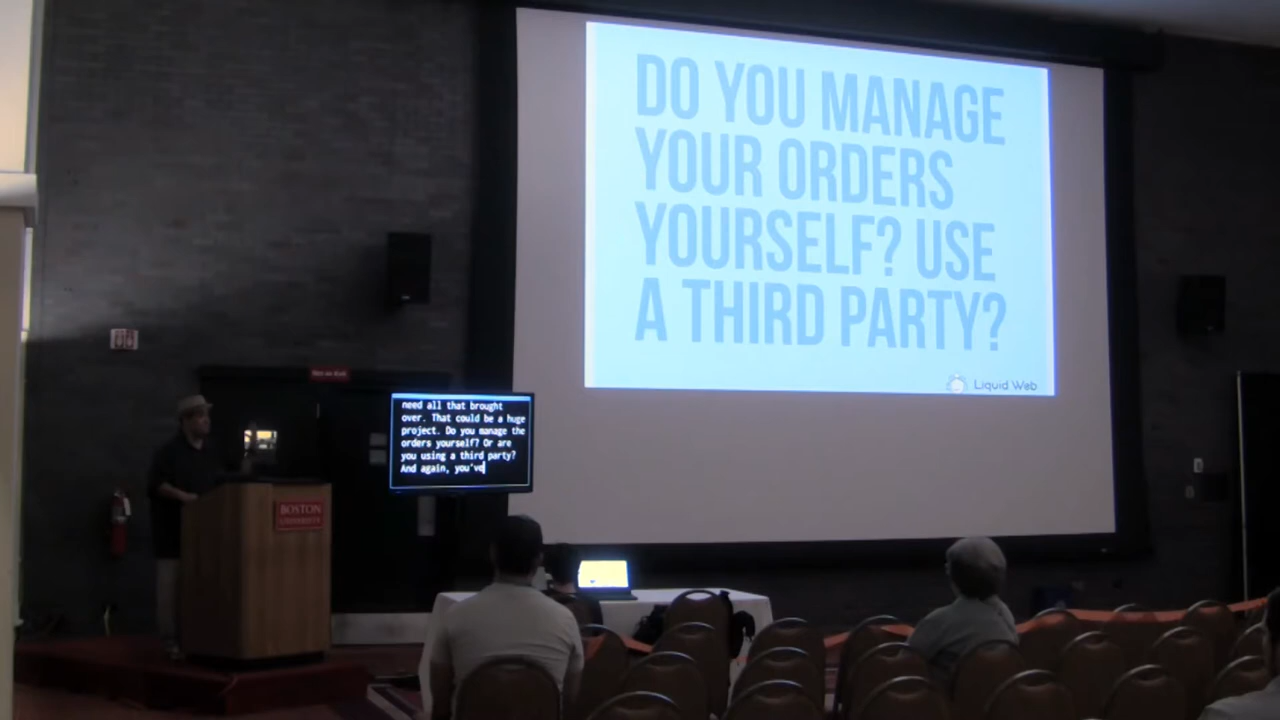 DO YOU MANAGE
YOUR ORDERS
YOURSELF? USE
A THIRD PARTY?
Liquid Web
need all that brought
over. That could be a huge
project. Do you manage the
orders yourself? Or are
you using a third party?
And again, you've
BOSTON
UNIVERSITY